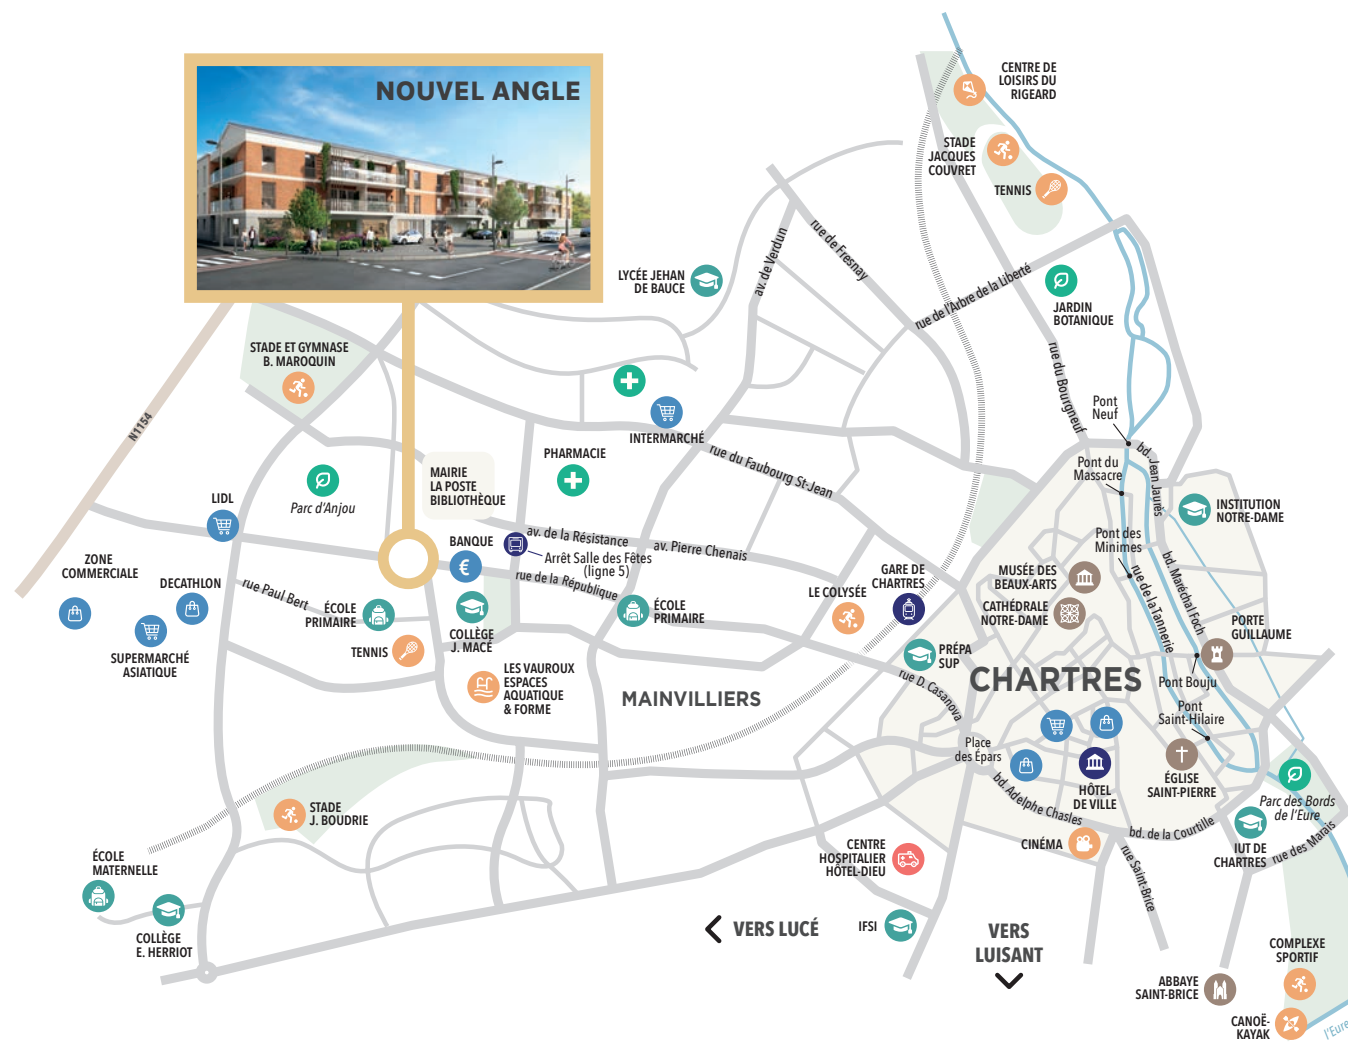 NOUVEL ANGLE
CENTRE DE
LOISIRS DU
RIGEARD
STADE
JACQUES
COUVRET
TENNIS
rue de Fresnay
av. de Verdun
LYCÉE JEHAN
DE BAUCE
rue de l'Arbre de la Liberté
JARDIN
BOTANIQUE
rue du Bourgneuf
STADE ET GYMNASE
B. MAROQUIN
N1154
INTERMARCHÉ
Pont
Neuf
bd. Jean Jaurès
rue du Faubourg St-Jean
PHARMACIE
MAIRIE
LA POSTE
BIBLIOTHÈQUE
Pont du
Massacre
Parc d'Anjou
LIDL
INSTITUTION
NOTRE-DAME
av. de la Résistance
av. Pierre Chenais
BANQUE
Arrêt Salle des Fêtes
(ligne 5)
Pont des
Minimes
ZONE
COMMERCIALE
DECATHLON
rue Paul Bert
rue de la République
LE COLYSÉE
GARE DE
CHARTRES
MUSÉE DES
BEAUX-ARTS
CATHÉDRALE
NOTRE-DAME
rue de la Tannerie
bd. Maréchal Foch
ÉCOLE
PRIMAIRE
ÉCOLE
PRIMAIRE
COLLÈGE
J. MACÉ
PORTE
GUILLAUME
SUPERMARCHÉ
ASIATIQUE
TENNIS
PRÉPA
SUP
LES VAUROUX
ESPACES
AQUATIQUE
& FORME
MAINVILLIERS
rue D. Casanova
CHARTRES
Pont Bouju
Pont
Saint-Hilaire
Place
des Épars
HÔTEL
DE VILLE
ÉGLISE
SAINT-PIERRE
Parc des Bords
de l'Eure
STADE
J. BOUDRIE
bd. Adelphe Chasles
bd. de la Courtille
CINÉMA
IUT DE
CHARTRES
rue des Marais
rue Saint-Brice
CENTRE
HOSPITALIER
HÔTEL-DIEU
ÉCOLE
MATERNELLE
COLLÈGE
E. HERRIOT
VERS LUCÉ
IFSI
VERS
LUISANT
COMPLEXE
SPORTIF
ABBAYE
SAINT-BRICE
CANOË-
KAYAK
l'Eure